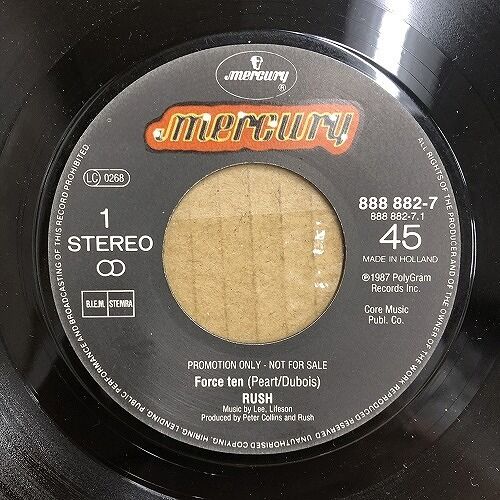 mercury
®
mercury
LC 0268
1
STEREO
B.I.E.M. STEMRA
888 882-7
888 882-7.1
45
MADE IN HOLLAND
℗1987 PolyGram
Records Inc.
Core Music
Publ. Co.
PROMOTION ONLY - NOT FOR SALE
Force ten (Peart/Dubois)
RUSH
Music by Lee, Lifeson
Produced by Peter Collins and Rush
ALL RIGHTS OF THE PRODUCER AND OF THE OWNER OF THE WORK REPRODUCED RESERVED. UNAUTHORISED COPYING, HIRING, LENDING, PUBLIC PERFORMANCE AND BROADCASTING OF THIS RECORD PROHIBITED.